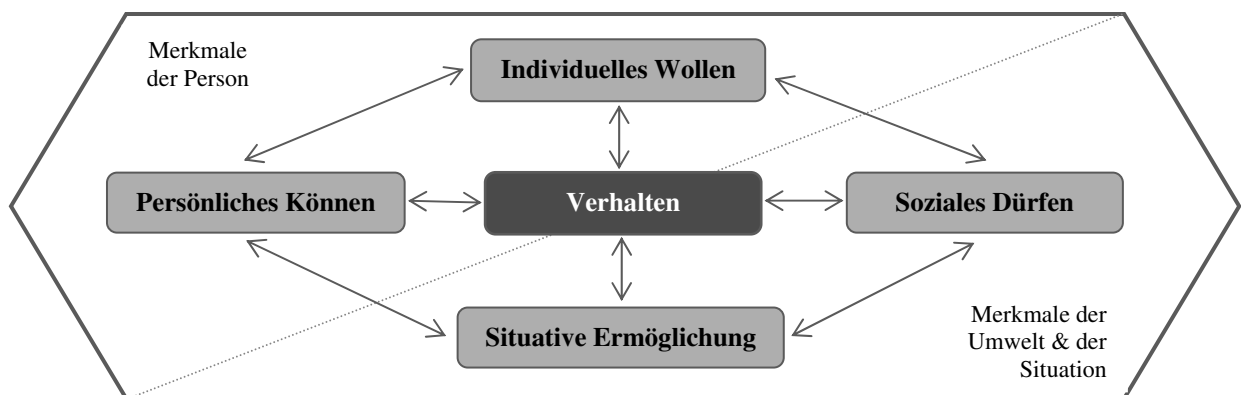 Merkmale
der Person
Individuelles Wollen
Persönliches Können
Verhalten
Soziales Dürfen
Situative Ermöglichung
Merkmale der
Umwelt & der
Situation